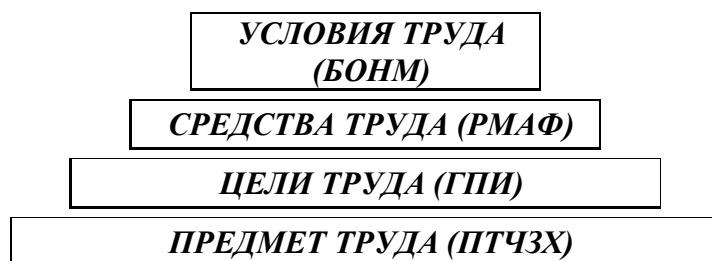 УСЛОВИЯ ТРУДА
(БОНМ)
СРЕДСТВА ТРУДА (РМАФ)
ЦЕЛИ ТРУДА (ГПИ)
ПРЕДМЕТ ТРУДА (ПТЧЗХ)